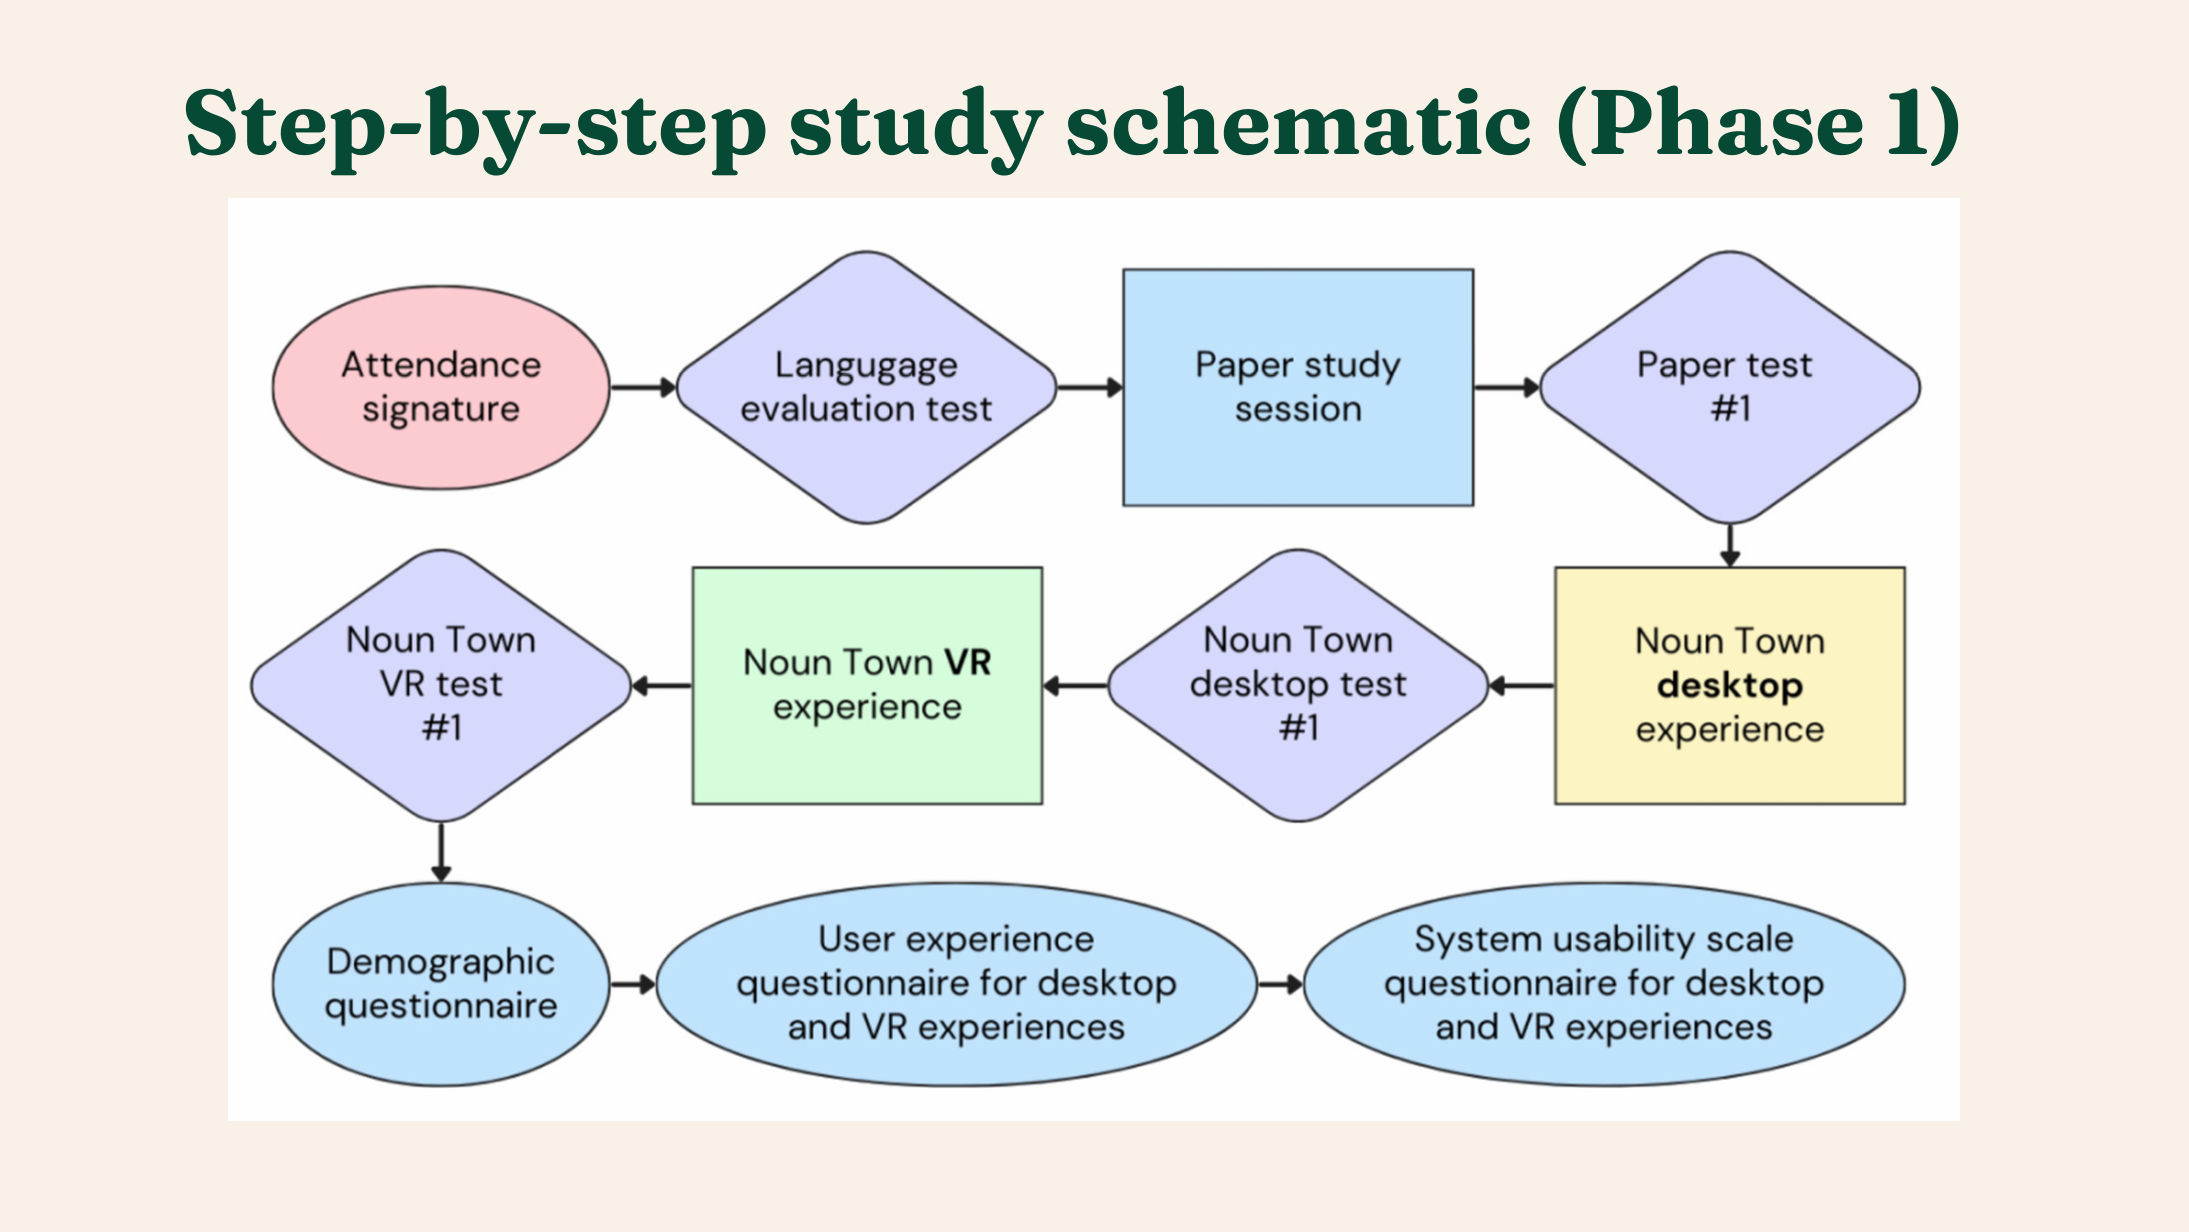 Step-by-step study schematic (Phase 1)
Attendance
signature
Langugage
evaluation test
Paper study
session
Paper test
#1
Noun Town
desktop
experience
Noun Town
desktop test
#1
Noun Town VR
experience
Noun Town
VR test
#1
Demographic
questionnaire
User experience
questionnaire for desktop
and VR experiences
System usability scale
questionnaire for desktop
and VR experiences